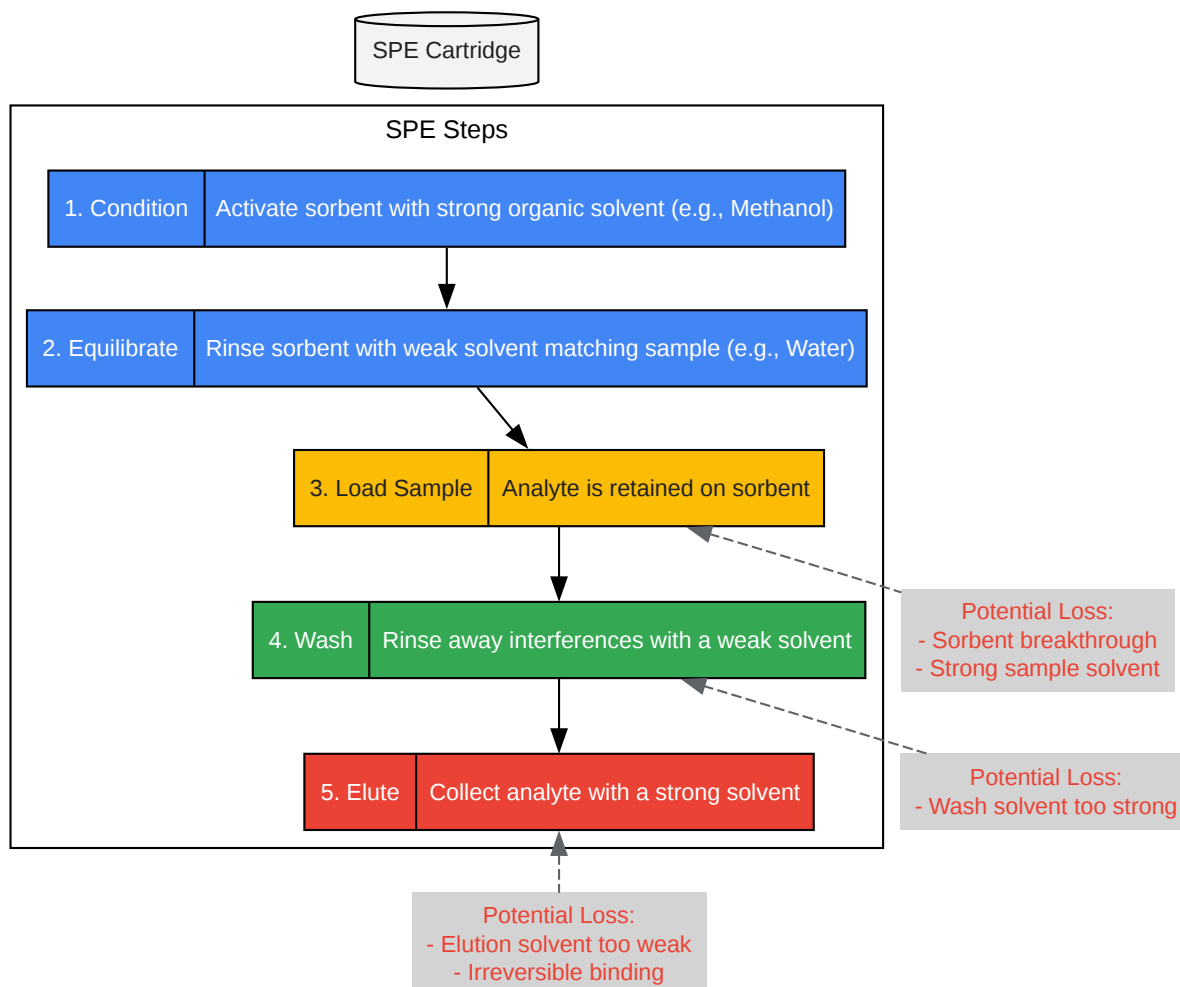 SPE Cartridge
SPE Steps
1. Condition
Activate sorbent with strong organic solvent (e.g., Methanol)
2. Equilibrate
Rinse sorbent with weak solvent matching sample (e.g., Water)
3. Load Sample
Analyte is retained on sorbent
Potential Loss:
- Sorbent breakthrough
- Strong sample solvent
4. Wash
Rinse away interferences with a weak solvent
Potential Loss:
- Wash solvent too strong
5. Elute
Collect analyte with a strong solvent
Potential Loss:
- Elution solvent too weak
- Irreversible binding